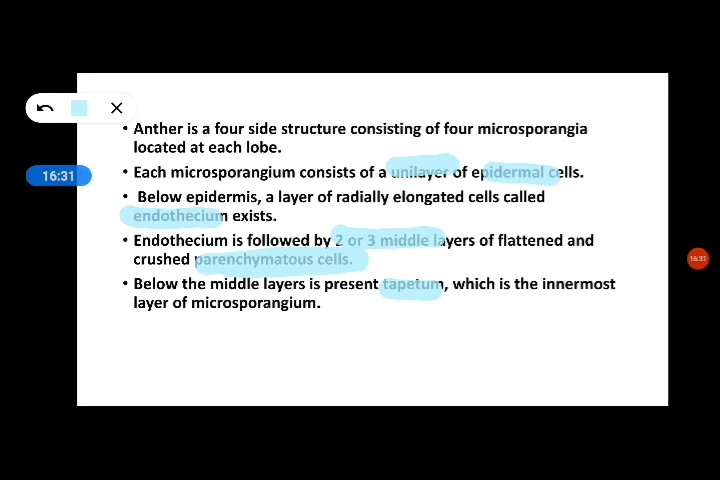 • Anther is a four side structure consisting of four microsporangia
located at each lobe.
• Each microsporangium consists of a unilayer of epidermal cells.
16:31
• Below epidermis, a layer of radially elongated cells called
endothecium exists.
• Endothecium is followed by 2 or 3 middle layers of flattened and
crushed parenchymatous cells.
16:31
• Below the middle layers is present tapetum, which is the innermost
layer of microsporangium.